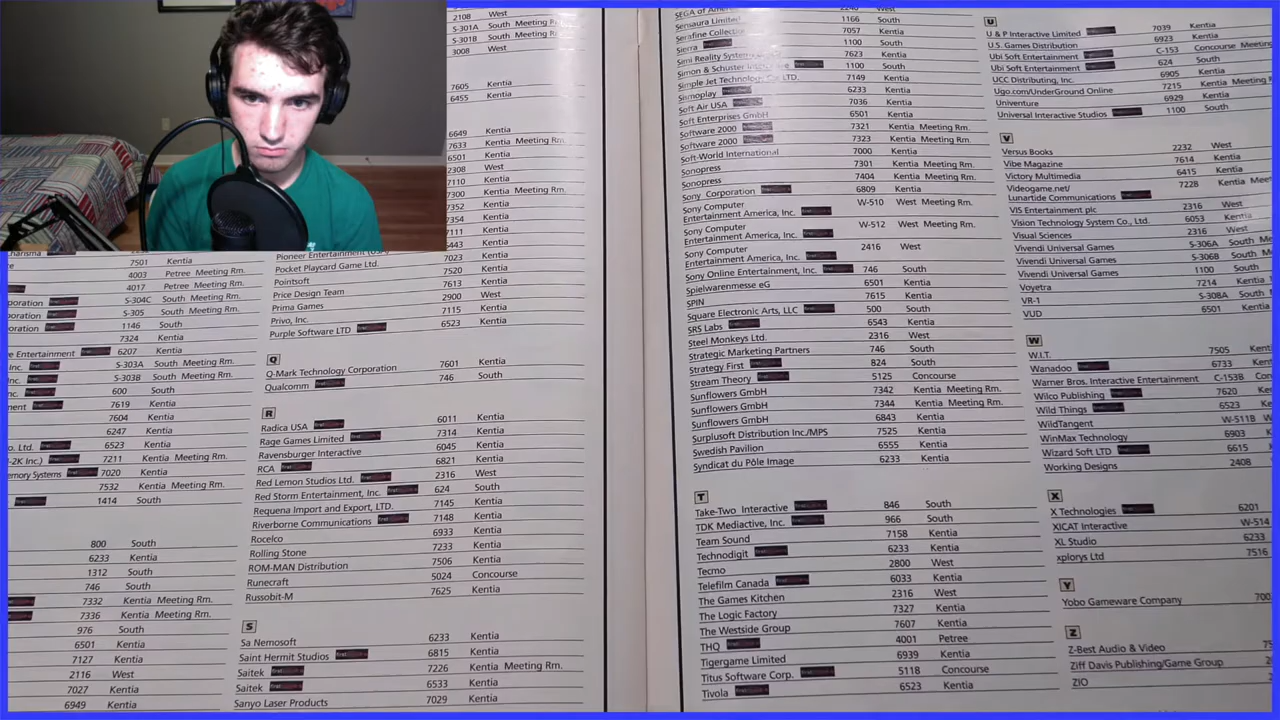 2108 West
S-301A South Meeting Rm.
S-301B South Meeting Rm.
3008 West
7605 Kentia
6455 Kentia
6649 Kentia
7633 Kentia Meeting Rm.
6501 Kentia
2308 West
7110 Kentia
7300 Kentia Meeting Rm.
7352 Kentia
7354 Kentia
7111 Kentia
Kentia
7501 Kentia
4003 Petree Meeting Rm.
4017 Petree Meeting Rm.
S-304C South Meeting Rm.
S-305 South Meeting Rm.
1146 South
7324 Kentia
6207 Kentia
S-303A South Meeting Rm.
S-303B South Meeting Rm.
600 South
7619 Kentia
7604 Kentia
6247 Kentia
6523 Kentia
7211 Kentia Meeting Rm.
7020 Kentia
7532 Kentia Meeting Rm.
1414 South
800 South
6233 Kentia
1312 South
746 South
7332 Kentia Meeting Rm.
7336 Kentia Meeting Rm.
976 South
6501 Kentia
7127 Kentia
2116 West
7027 Kentia
6949 Kentia
Pocket Playcard Game Ltd. 7023 Kentia
Pointsoft 7520 Kentia
Price Design Team 7613 Kentia
Prima Games 2900 West
Privo, Inc. 7115 Kentia
Purple Software LTD 6523 Kentia
Q
Q-Mark Technology Corporation 7601 Kentia
Qualcomm 746 South
R
Radica USA 6011 Kentia
Rage Games Limited 7314 Kentia
Ravensburger Interactive 6045 Kentia
RCA 6821 Kentia
Red Lemon Studios Ltd. 2316 West
Red Storm Entertainment, Inc. 624 South
Requena Import and Export, LTD. 7145 Kentia
Riverborne Communications 7148 Kentia
Rocelco 6933 Kentia
Rolling Stone 7233 Kentia
ROM-MAN Distribution 7506 Kentia
Runecraft 5024 Concourse
Russobit-M 7625 Kentia
S
Sa Nemosoft 6233 Kentia
Saint Hermit Studios 6815 Kentia
Saitek 7226 Kentia Meeting Rm.
Saitek 6533 Kentia
Sanyo Laser Products 7029 Kentia
Sensaura Limited 1166 South
7057 Kentia
Sierra 1100 South
7623 Kentia
Simon & Schuster 1100 South
Simple Jet Technology Co. LTD. 7149 Kentia
Sismoplay 6233 Kentia
Soft Air USA 7036 Kentia
Soft Enterprises GmbH 6501 Kentia
Software 2000 7321 Kentia Meeting Rm.
Software 2000 7323 Kentia Meeting Rm.
Soft-World International 7000 Kentia
Sonopress 7301 Kentia Meeting Rm.
Sonopress 7404 Kentia Meeting Rm.
Sony Corporation 6809 Kentia
Sony Computer W-510 West Meeting Rm.
Entertainment America, Inc.
Sony Computer W-512 West Meeting Rm.
Entertainment America, Inc.
Sony Computer 2416 West
Entertainment America, Inc.
Sony Online Entertainment, Inc. 746 South
Spielwarenmesse eG 6501 Kentia
SPIN 7615 Kentia
Square Electronic Arts, LLC 500 South
SRS Labs 6543 Kentia
Steel Monkeys Ltd. 2316 West
Strategic Marketing Partners 746 South
Strategy First 824 South
Stream Theory 5125 Concourse
Sunflowers GmbH 7342 Kentia Meeting Rm.
Sunflowers GmbH 7344 Kentia Meeting Rm.
Sunflowers GmbH 6843 Kentia
Surplusoft Distribution Inc/MPS 7525 Kentia
Swedish Pavilion 6555 Kentia
Syndicat du Pôle Image 6233 Kentia
T
Take-Two Interactive 846 South
TDK Mediactive, Inc. 966 South
Team Sound 7158 Kentia
Technodigit 6233 Kentia
Tecmo 2800 West
Telefilm Canada 6033 Kentia
The Games Kitchen 2316 West
The Logic Factory 7327 Kentia
The Westside Group 7607 Kentia
THQ 4001 Petree
Tigergame Limited 6939 Kentia
Titus Software Corp. 5118 Concourse
Tivola 6523 Kentia
U
U & P Interactive Limited 7039 Kentia
U.S. Games Distribution 6923 Kentia
Ubi Soft Entertainment C-153 Concourse Meeting
Ubi Soft Entertainment 624 South
UCC Distributing, Inc. 6905 Kentia
Ugo.com/UnderGround Online 7215 Kentia Meeting
Univenture 6929 Kentia
Universal Interactive Studios 1100 South
V
Versus Books 2232 West
Vibe Magazine 7614 Kentia
Victory Multimedia 6415 Kentia
Videogame.net/ 7228 Kentia
Lunartide Communications
VIS Entertainment plc 2316 West
Vision Technology System Co., Ltd. 6053 Kentia
Visual Sciences 2316 West
Vivendi Universal Games S-306A South
Vivendi Universal Games S-306B South
Vivendi Universal Games 1100 South
Voyetra 7214 Kentia
VR-1 S-308A South
VUD 6501 Kentia
W
W.I.T. 7505
Wanadoo 6733
Warner Bros. Interactive Entertainment C-153B
Wilco Publishing 7620
Wild Things 6523
WildTangent W-511B
WinMax Technology 6903
Wizard Soft LTD 6615
Working Designs 2408
X
X Technologies 6201
XICAT Interactive W-514
XL Studio 6233
xplorys Ltd 7516
Y
Yobo Gameware Company
Z
Z-Best Audio & Video
Ziff Davis Publishing/Game Group
ZIO